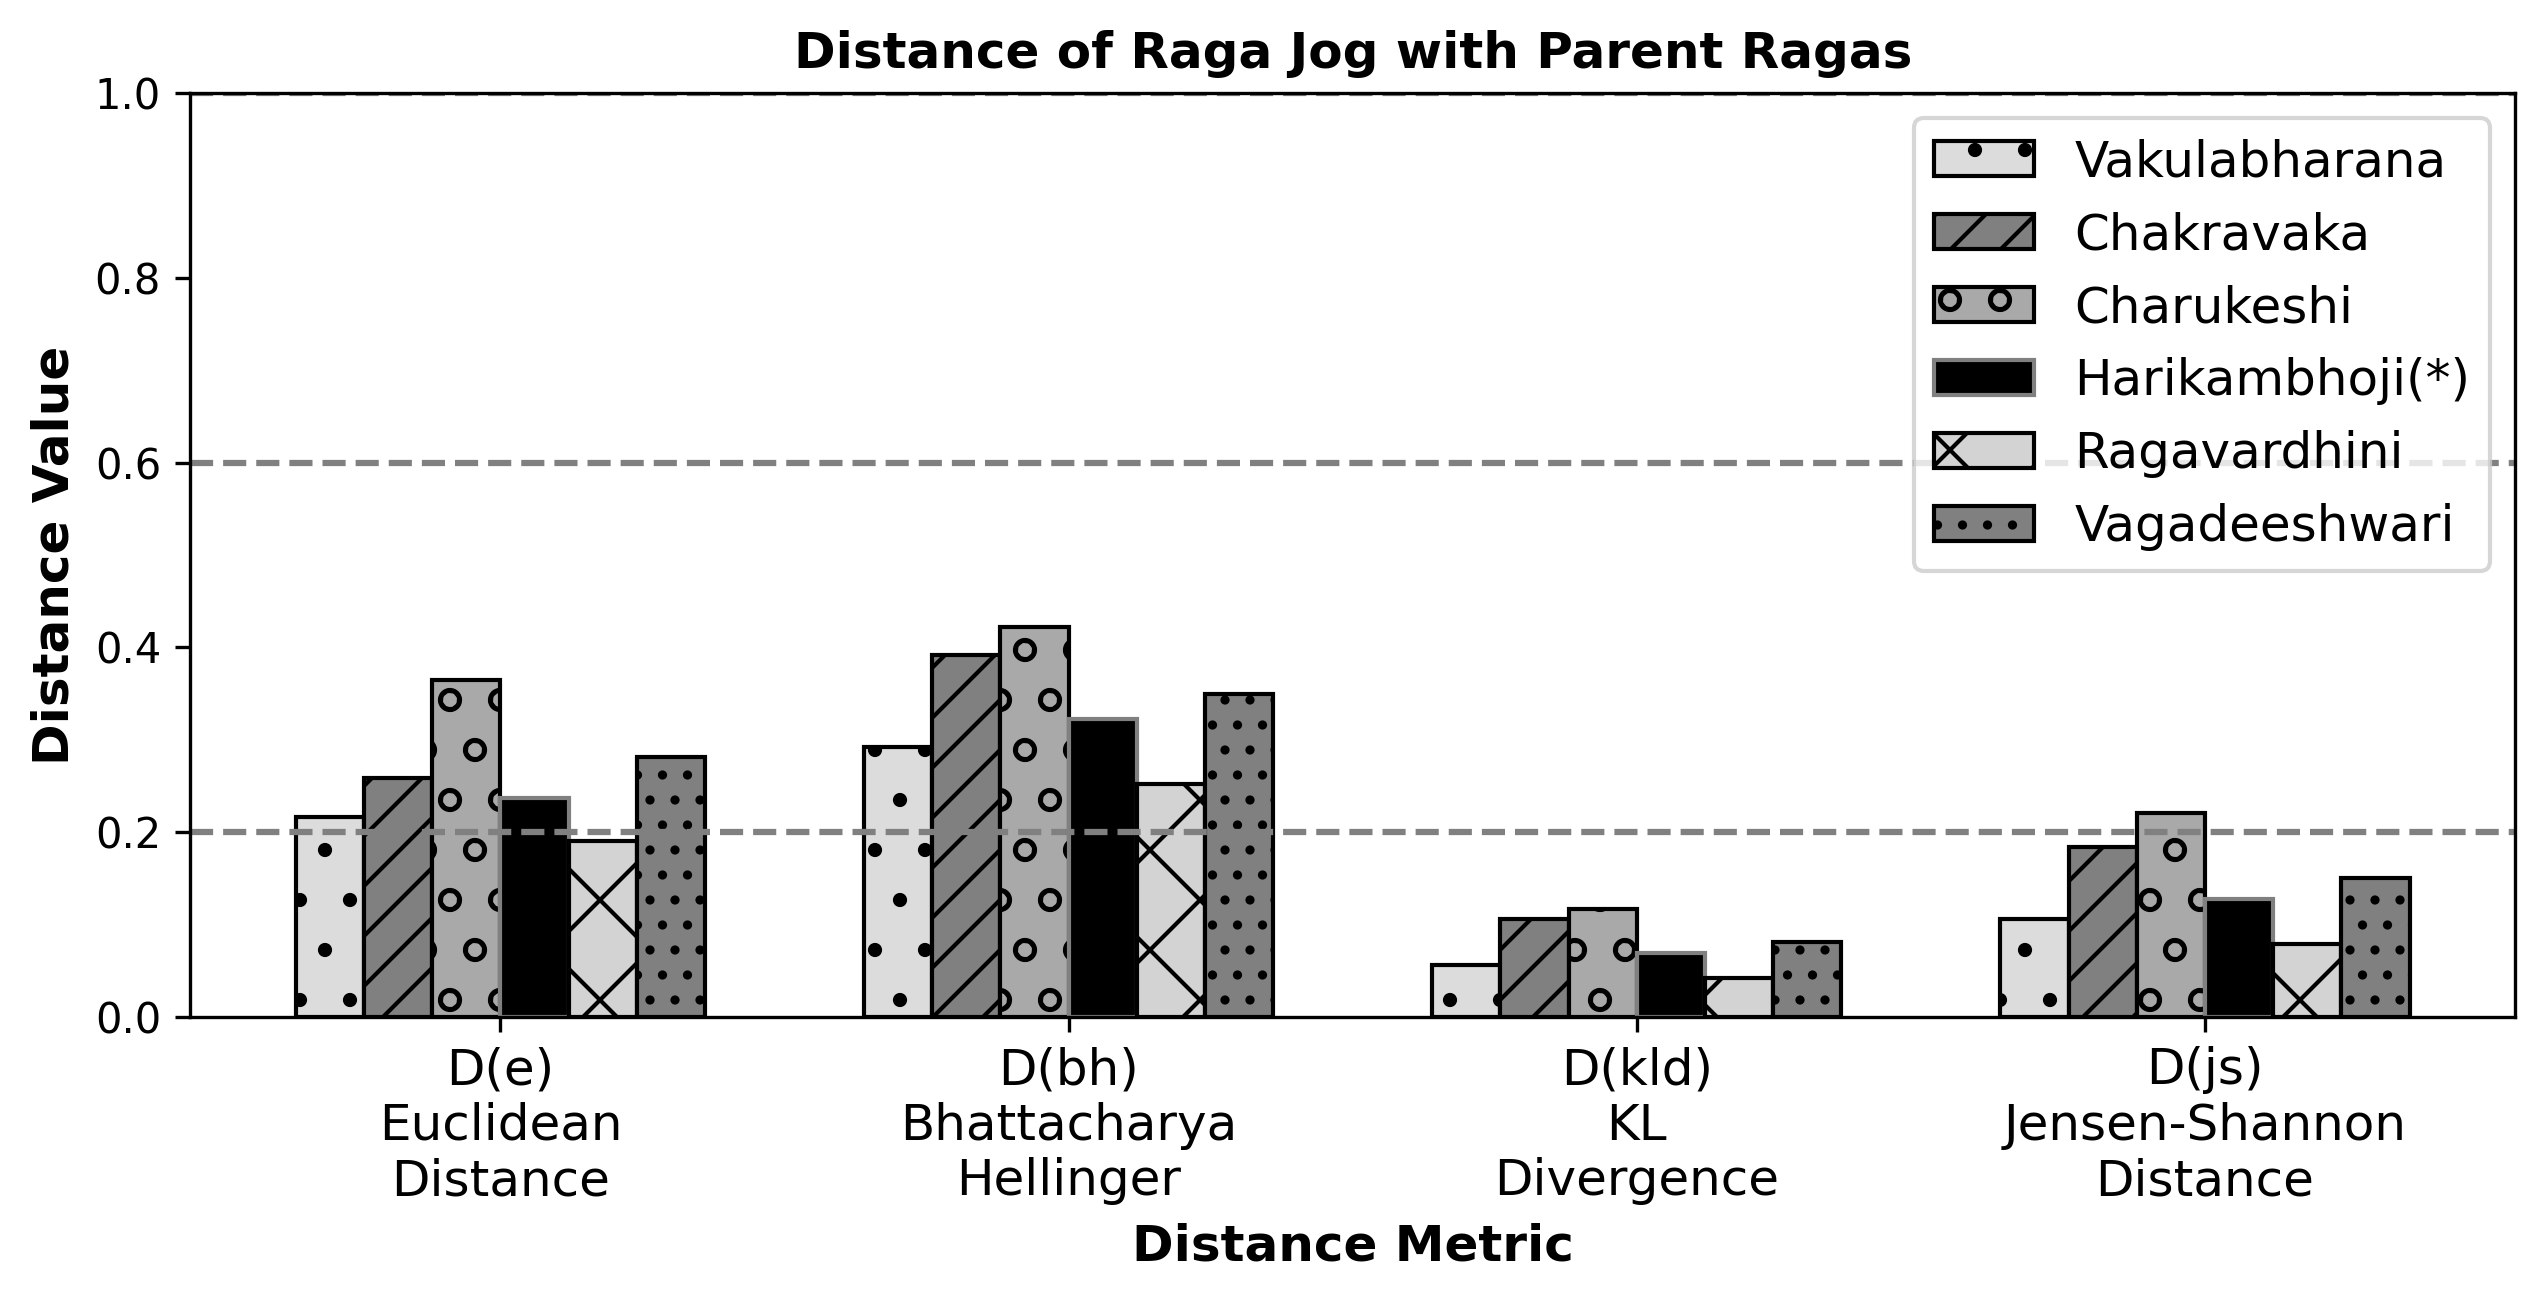 Distance of Raga Jog with Parent Ragas
1.0
0.8
0.6
0.4
0.2
0.0
Distance Value
Vakulabharana
Chakravaka
Charukeshi
Harikambhoji(*)
Ragavardhini
Vagadeeshwari
D(e)
Euclidean
Distance
D(bh)
Bhattacharya
Hellinger
D(kld)
KL
Divergence
D(js)
Jensen-Shannon
Distance
Distance Metric